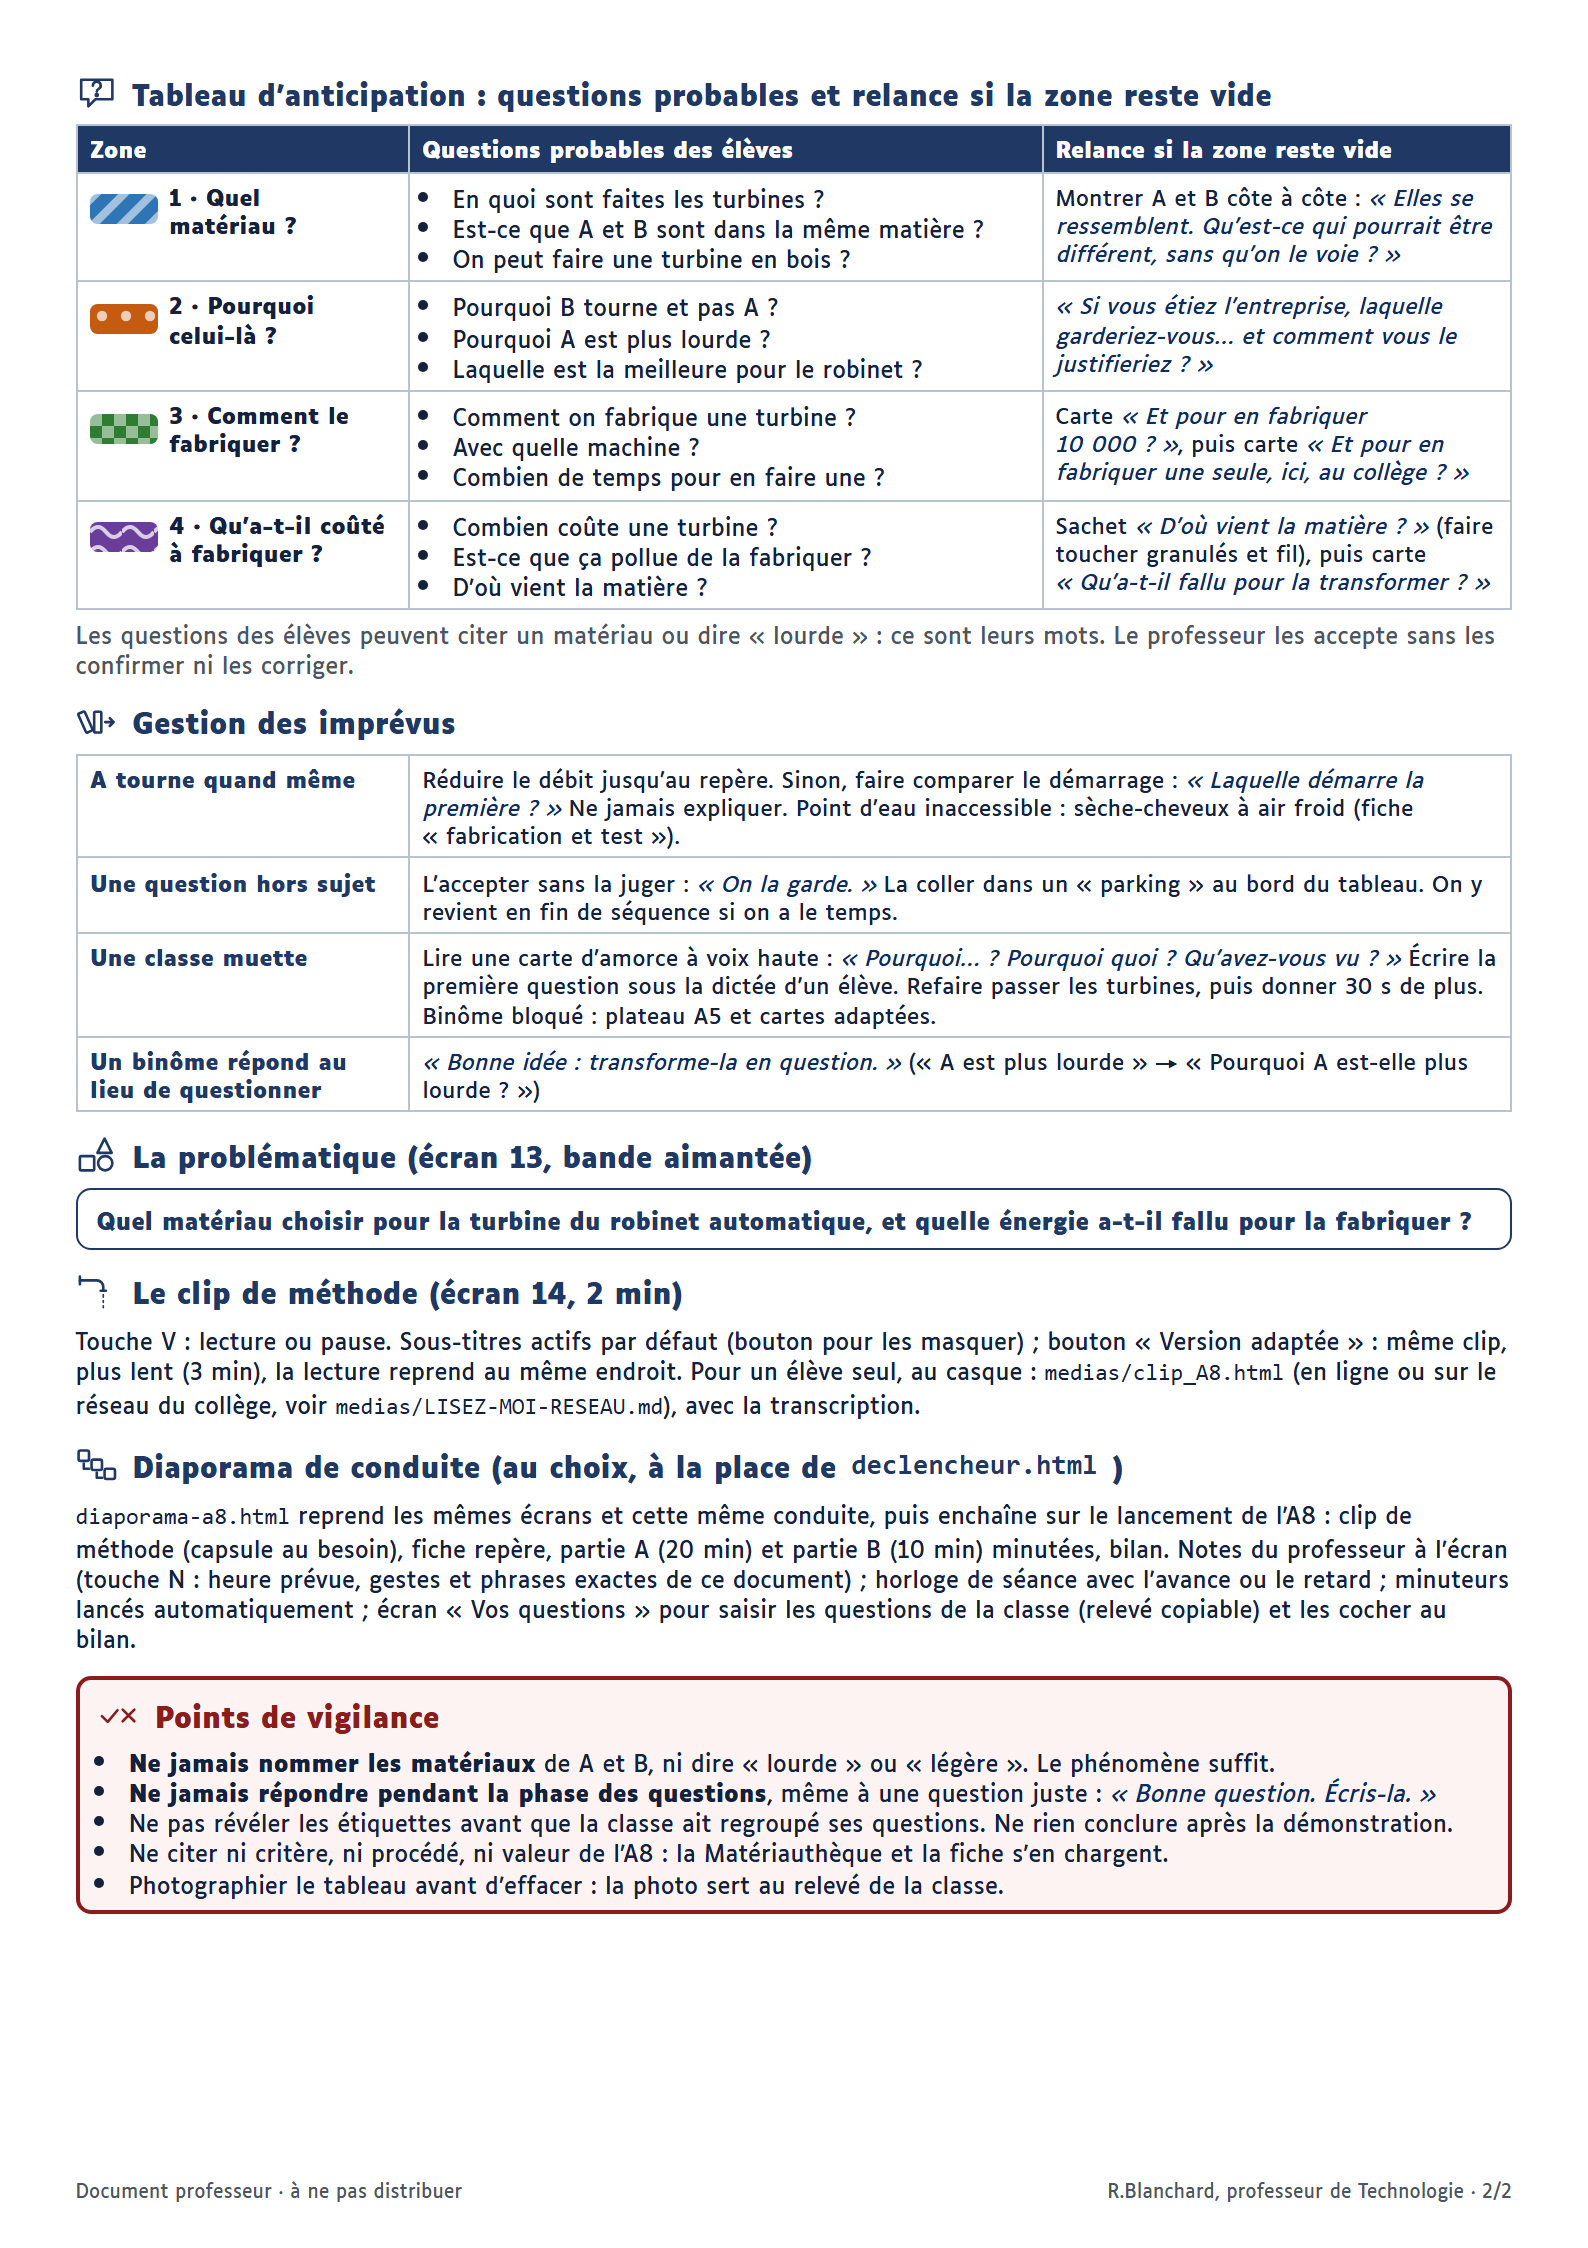 Tableau d'anticipation : questions probables et relance si la zone reste vide
Zone
Questions probables des élèves
Relance si la zone reste vide
1 · Quel
matériau ?
• En quoi sont faites les turbines ?
• Est-ce que A et B sont dans la même matière ?
• On peut faire une turbine en bois ?
Montrer A et B côte à côte : « Elles se
ressemblent. Qu'est-ce qui pourrait être
différent, sans qu'on le voie ? »
2 · Pourquoi
celui-là ?
• Pourquoi B tourne et pas A ?
• Pourquoi A est plus lourde ?
• Laquelle est la meilleure pour le robinet ?
« Si vous étiez l'entreprise, laquelle
garderiez-vous… et comment vous le
justifieriez ? »
3 · Comment le
fabriquer ?
• Comment on fabrique une turbine ?
• Avec quelle machine ?
• Combien de temps pour en faire une ?
Carte « Et pour en fabriquer
10 000 ? », puis carte « Et pour en
fabriquer une seule, ici, au collège ? »
4 · Qu'a-t-il coûté
à fabriquer ?
• Combien coûte une turbine ?
• Est-ce que ça pollue de la fabriquer ?
• D'où vient la matière ?
Sachet « D'où vient la matière ? » (faire
toucher granulés et fil), puis carte
« Qu'a-t-il fallu pour la transformer ? »
Les questions des élèves peuvent citer un matériau ou dire « lourde » : ce sont leurs mots. Le professeur les accepte sans les
confirmer ni les corriger.
Gestion des imprévus
A tourne quand même
Réduire le débit jusqu'au repère. Sinon, faire comparer le démarrage : « Laquelle démarre la
première ? » Ne jamais expliquer. Point d'eau inaccessible : sèche-cheveux à air froid (fiche
« fabrication et test »).
Une question hors sujet
L'accepter sans la juger : « On la garde. » La coller dans un « parking » au bord du tableau. On y
revient en fin de séquence si on a le temps.
Une classe muette
Lire une carte d'amorce à voix haute : « Pourquoi… ? Pourquoi quoi ? Qu'avez-vous vu ? » Écrire la
première question sous la dictée d'un élève. Refaire passer les turbines, puis donner 30 s de plus.
Binôme bloqué : plateau A5 et cartes adaptées.
Un binôme répond au
lieu de questionner
« Bonne idée : transforme-la en question. » (« A est plus lourde » → « Pourquoi A est-elle plus
lourde ? »)
La problématique (écran 13, bande aimantée)
Quel matériau choisir pour la turbine du robinet automatique, et quelle énergie a-t-il fallu pour la fabriquer ?
Le clip de méthode (écran 14, 2 min)
Touche V : lecture ou pause. Sous-titres actifs par défaut (bouton pour les masquer) ; bouton « Version adaptée » : même clip,
plus lent (3 min), la lecture reprend au même endroit. Pour un élève seul, au casque : medias/clip_A8.html (en ligne ou sur le
réseau du collège, voir medias/LISEZ-MOI-RESEAU.md), avec la transcription.
Diaporama de conduite (au choix, à la place de declencheur.html )
diaporama-a8.html reprend les mêmes écrans et cette même conduite, puis enchaîne sur le lancement de l'A8 : clip de
méthode (capsule au besoin), fiche repère, partie A (20 min) et partie B (10 min) minutées, bilan. Notes du professeur à l'écran
(touche N : heure prévue, gestes et phrases exactes de ce document) ; horloge de séance avec l'avance ou le retard ; minuteurs
lancés automatiquement ; écran « Vos questions » pour saisir les questions de la classe (relevé copiable) et les cocher au
bilan.
Points de vigilance
• Ne jamais nommer les matériaux de A et B, ni dire « lourde » ou « légère ». Le phénomène suffit.
• Ne jamais répondre pendant la phase des questions, même à une question juste : « Bonne question. Écris-la. »
• Ne pas révéler les étiquettes avant que la classe ait regroupé ses questions. Ne rien conclure après la démonstration.
• Ne citer ni critère, ni procédé, ni valeur de l'A8 : la Matériauthèque et la fiche s'en chargent.
• Photographier le tableau avant d'effacer : la photo sert au relevé de la classe.
Document professeur · à ne pas distribuer
R.Blanchard, professeur de Technologie · 2/2